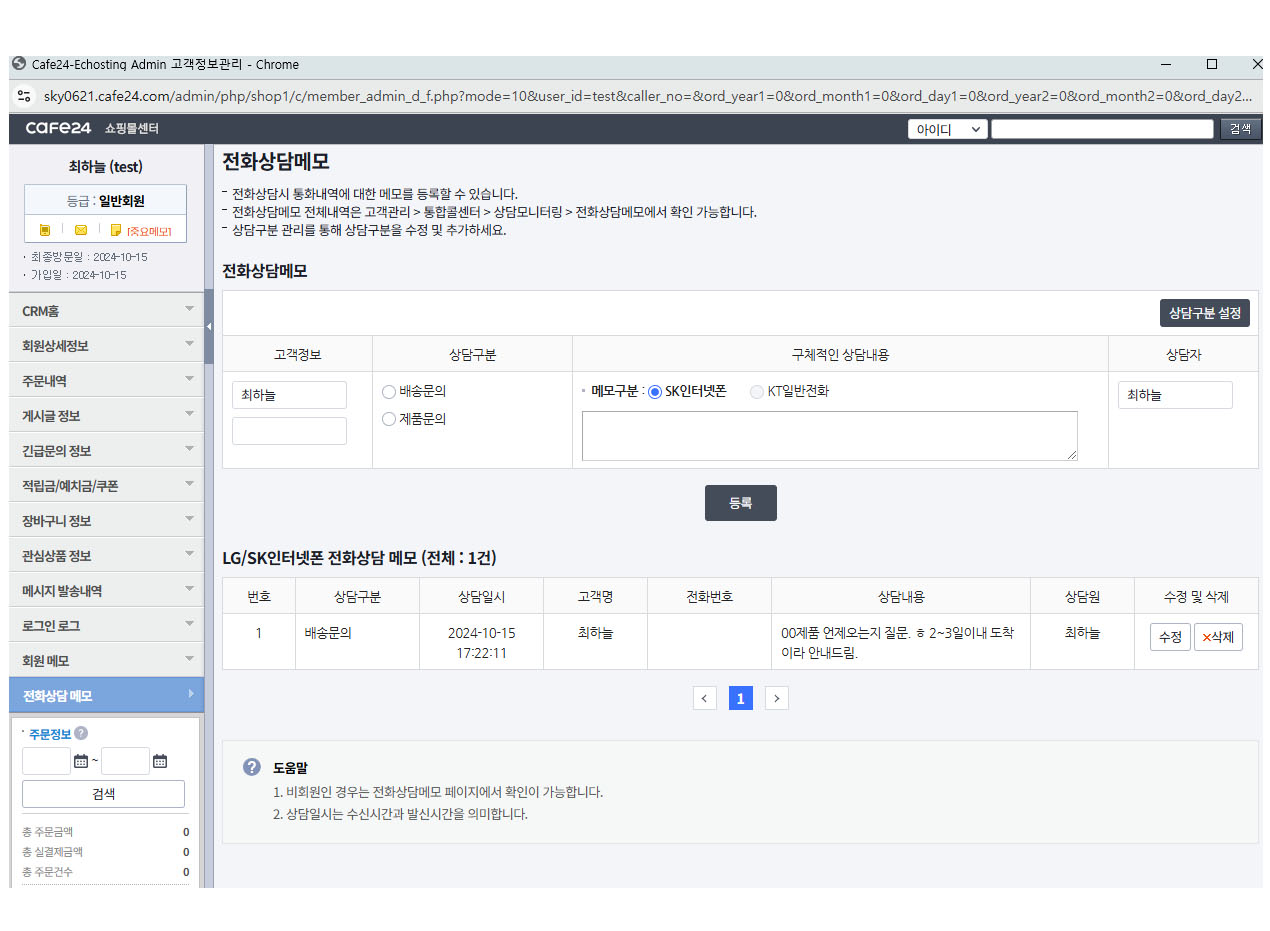 Cafe24-Echosting Admin 고객정보관리 - Chrome
sky0621.cafe24.com/admin/php/shop1/c/member_admin_d_f.php?mode=10&user_id=test&caller_no=&ord_year1=0&ord_month1=0&ord_day1=0&ord_year2=0&ord_month2=0&ord_day2...
cafe24 쇼핑몰센터 아이디 검색
최하늘 (test)
등급 : 일반회원
[중요메모]
· 최종방문일 : 2024-10-15
· 가입일 : 2024-10-15
CRM홈
회원상세정보
주문내역
게시글 정보
긴급문의 정보
적립금/예치금/쿠폰
장바구니 정보
관심상품 정보
메시지 발송내역
로그인 로그
회원 메모
전화상담 메모
주문정보 ?
~
검색
총 주문금액 0
총 실결제금액 0
총 주문건수 0
전화상담메모
- 전화상담시 통화내역에 대한 메모를 등록할 수 있습니다.
- 전화상담메모 전체내역은 고객관리 > 통합콜센터 > 상담모니터링 > 전화상담메모에서 확인 가능합니다.
- 상담구분 관리를 통해 상담구분을 수정 및 추가하세요.
전화상담메모
상담구분 설정
고객정보 상담구분 구체적인 상담내용 상담자
최하늘 배송문의 메모구분 : SK인터넷폰 KT일반전화 최하늘
제품문의
등록
LG/SK인터넷폰 전화상담 메모 (전체 : 1건)
번호 상담구분 상담일시 고객명 전화번호 상담내용 상담원 수정 및 삭제
1 배송문의 2024-10-15 최하늘 00제품 언제오는지 질문. ㅎ 2~3일이내 도착 최하늘 수정 ×삭제
17:22:11 이라 안내드림.
< 1 >
? 도움말
1. 비회원인 경우는 전화상담메모 페이지에서 확인이 가능합니다.
2. 상담일시는 수신시간과 발신시간을 의미합니다.